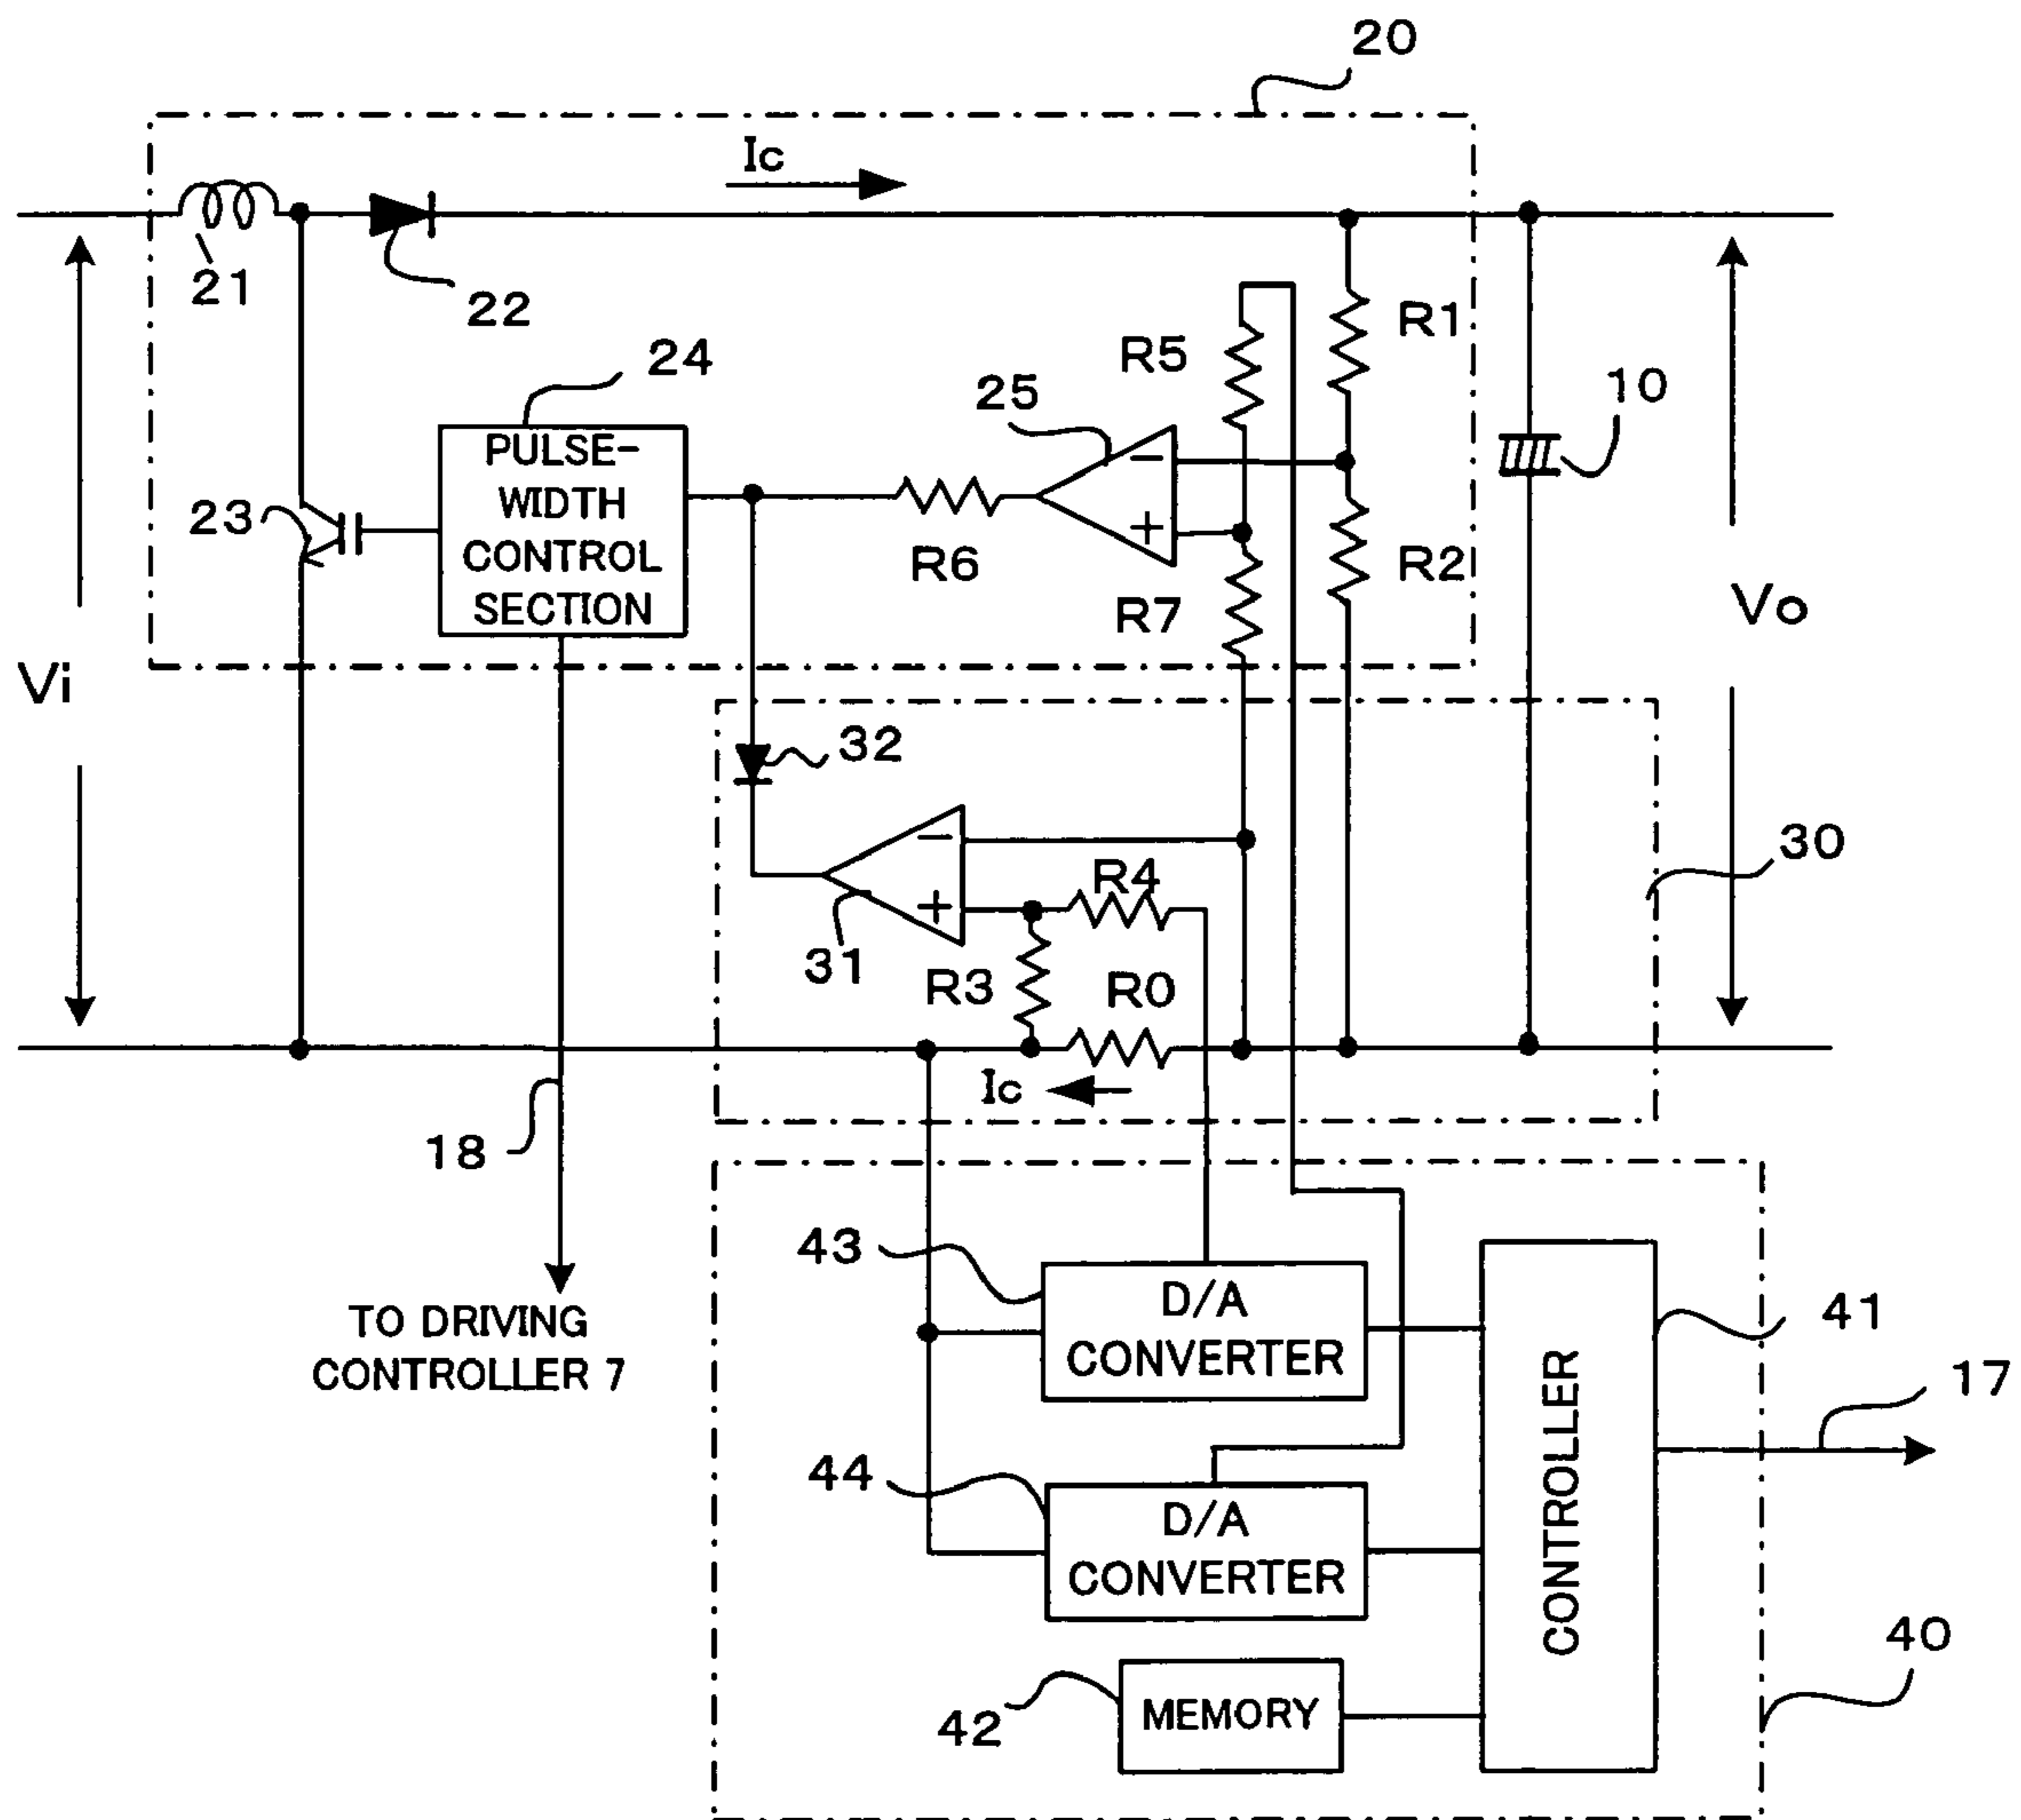 20
Ic
21
22
R1
R5
24
25
10
PULSE-
WIDTH
CONTROL
SECTION
23
R6
R2
R7
Vo
Vi
32
30
R4
31
R3
R0
Ic
18
43
D/A
CONVERTER
41
TO DRIVING
CONTROLLER 7
17
CONTROLLER
44
D/A
CONVERTER
40
42
MEMORY